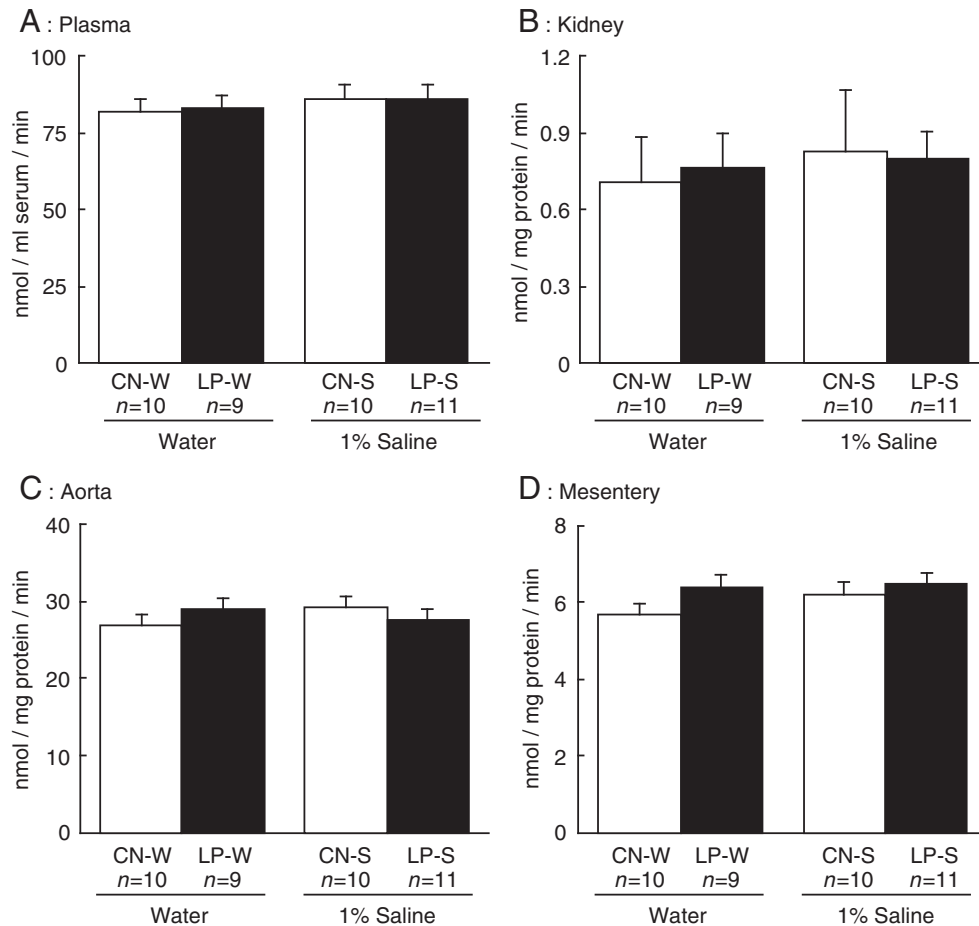 A : Plasma
nmol / ml serum / min
100
75
50
25
0
CN-W LP-W CN-S LP-S
n=10 n=9 n=10 n=11
Water 1% Saline
B : Kidney
nmol / mg protein / min
1.2
0.9
0.6
0.3
0
CN-W LP-W CN-S LP-S
n=10 n=9 n=10 n=11
Water 1% Saline
C : Aorta
nmol / mg protein / min
40
30
20
10
0
CN-W LP-W CN-S LP-S
n=10 n=9 n=10 n=11
Water 1% Saline
D : Mesentery
nmol / mg protein / min
8
6
4
2
0
CN-W LP-W CN-S LP-S
n=10 n=9 n=10 n=11
Water 1% Saline